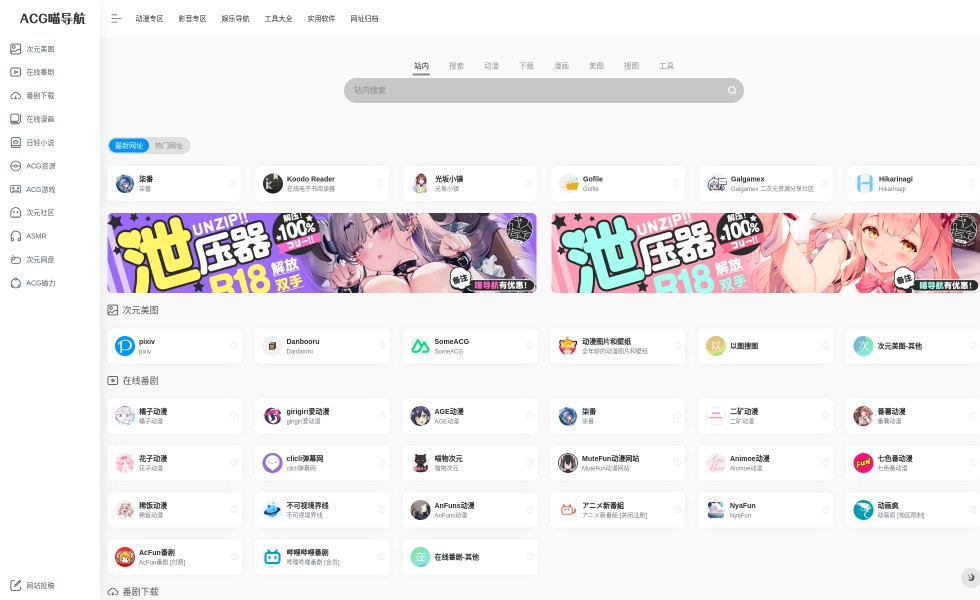 ACG喵导航
动漫专区 影音专区 娱乐导航 工具大全 实用软件 网址归档
次元美图
在线番剧
番剧下载
在线漫画
日轻小说
ACG资源
ACG游戏
次元社区
ASMR
次元网盘
ACG磁力
网站投稿
站内 搜索 动漫 下载 漫画 美图 搜图 工具
站内搜索
最新网址 热门网址
柒番
柒番
Koodo Reader
在线电子书阅读器
光坂小镇
光坂小镇
Gofile
Gofile
Galgamex
Galgamex 二次元资源分享社区
Hikarinagi
Hikarinagi
UNZIP!!
泄压器
解压!
+100%
フリー!!
R18
解放
双手
备注
喵导航有优惠!
UNZIP!!
泄压器
解压!
+100%
フリー!!
R18
解放
双手
备注
喵导航有优惠!
次元美图
pixiv
pixiv
Danbooru
Danbooru
SomeACG
SomeACG
动漫图片和壁纸
全年龄的动漫图片和壁纸
以
以图搜图
次
次元美图-其他
在线番剧
橘子动漫
橘子动漫
girigiri爱动漫
girigiri爱动漫
AGE动漫
AGE动漫
柒番
柒番
二矿动漫
二矿动漫
番薯动漫
番薯动漫
花子动漫
花子动漫
clicli弹幕网
clicli弹幕网
喵物次元
喵物次元
MuteFun动漫网站
MuteFun动漫网站
Animoe动漫
Animoe动漫
FUN
七色番动漫
七色番动漫
稀饭动漫
稀饭动漫
不可视境界线
不可视境界线
AnFuns动漫
AnFuns动漫
アニメ新番組
アニメ新番組 [关闭注册]
NyaFun
NyaFun
动画疯
动画疯 [地区限制]
AcFun番剧
AcFun番剧 [付费]
哔哩哔哩番剧
哔哩哔哩番剧 [会员]
在
在线番剧-其他
番剧下载